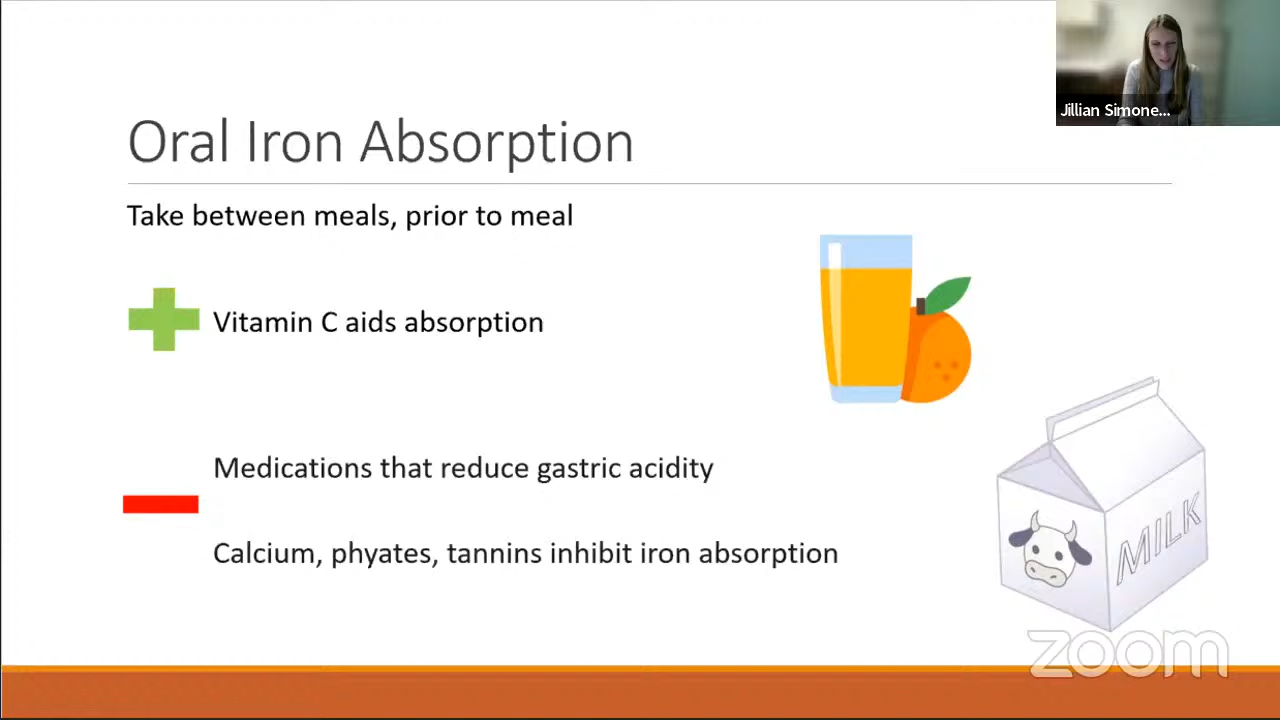 Jillian Simone...
Oral Iron Absorption
Take between meals, prior to meal
Vitamin C aids absorption
Medications that reduce gastric acidity
Calcium, phyates, tannins inhibit iron absorption
MILK
zoom